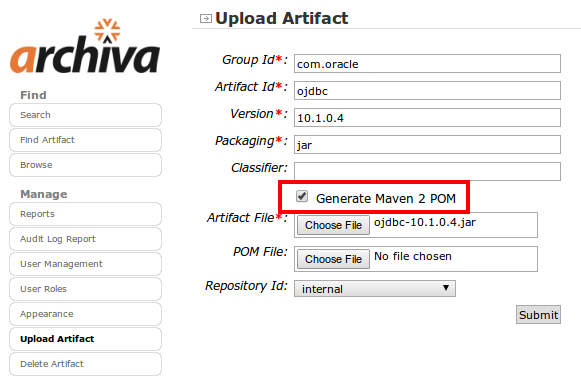 archiva
Find
Search
Find Artifact
Browse
Manage
Reports
Audit Log Report
User Management
User Roles
Appearance
Upload Artifact
Delete Artifact
Upload Artifact
Group Id*: com.oracle
Artifact Id*: ojdbc
Version*: 10.1.0.4
Packaging*: jar
Classifier:
Generate Maven 2 POM
Artifact File*: Choose File ojdbc-10.1.0.4.jar
POM File: Choose File No file chosen
Repository Id: internal
Submit